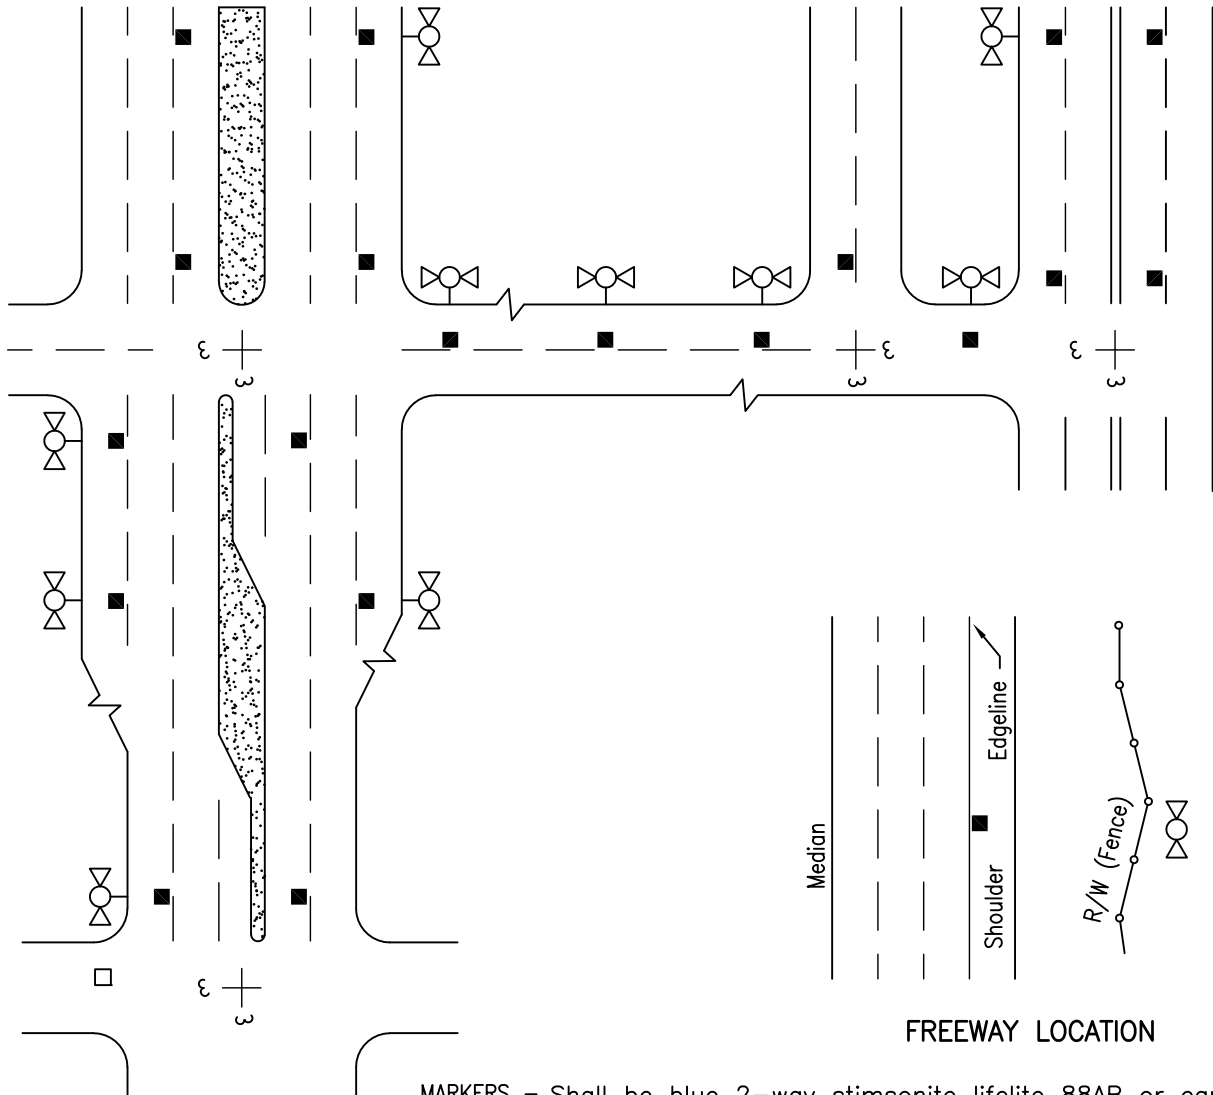 Edgeline
Median
Shoulder
R/W (Fence)
FREEWAY LOCATION
MARKERS – Shall be blue 2–way stimsonite lifelite 88AB or